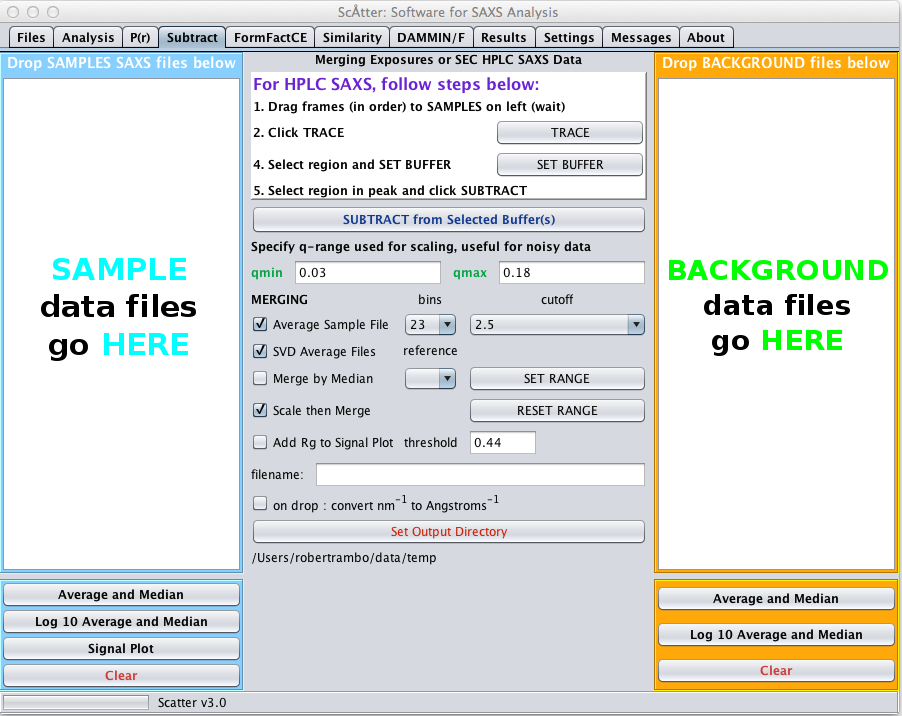 ScÅtter: Software for SAXS Analysis
Files Analysis P(r) Subtract FormFactCE Similarity DAMMIN/F Results Settings Messages About
Drop SAMPLES SAXS files below
SAMPLE
data files
go HERE
Average and Median
Log 10 Average and Median
Signal Plot
Clear
Merging Exposures or SEC HPLC SAXS Data
For HPLC SAXS, follow steps below:
1. Drag frames (in order) to SAMPLES on left (wait)
2. Click TRACE TRACE
4. Select region and SET BUFFER SET BUFFER
5. Select region in peak and click SUBTRACT
SUBTRACT from Selected Buffer(s)
Specify q-range used for scaling, useful for noisy data
qmin 0.03 qmax 0.18
MERGING bins cutoff
Average Sample File 23 2.5
SVD Average Files reference
Merge by Median SET RANGE
Scale then Merge RESET RANGE
Add Rg to Signal Plot threshold 0.44
filename:
on drop : convert nm⁻¹ to Angstroms⁻¹
Set Output Directory
/Users/robertrambo/data/temp
Drop BACKGROUND files below
BACKGROUND
data files
go HERE
Average and Median
Log 10 Average and Median
Clear
Scatter v3.0